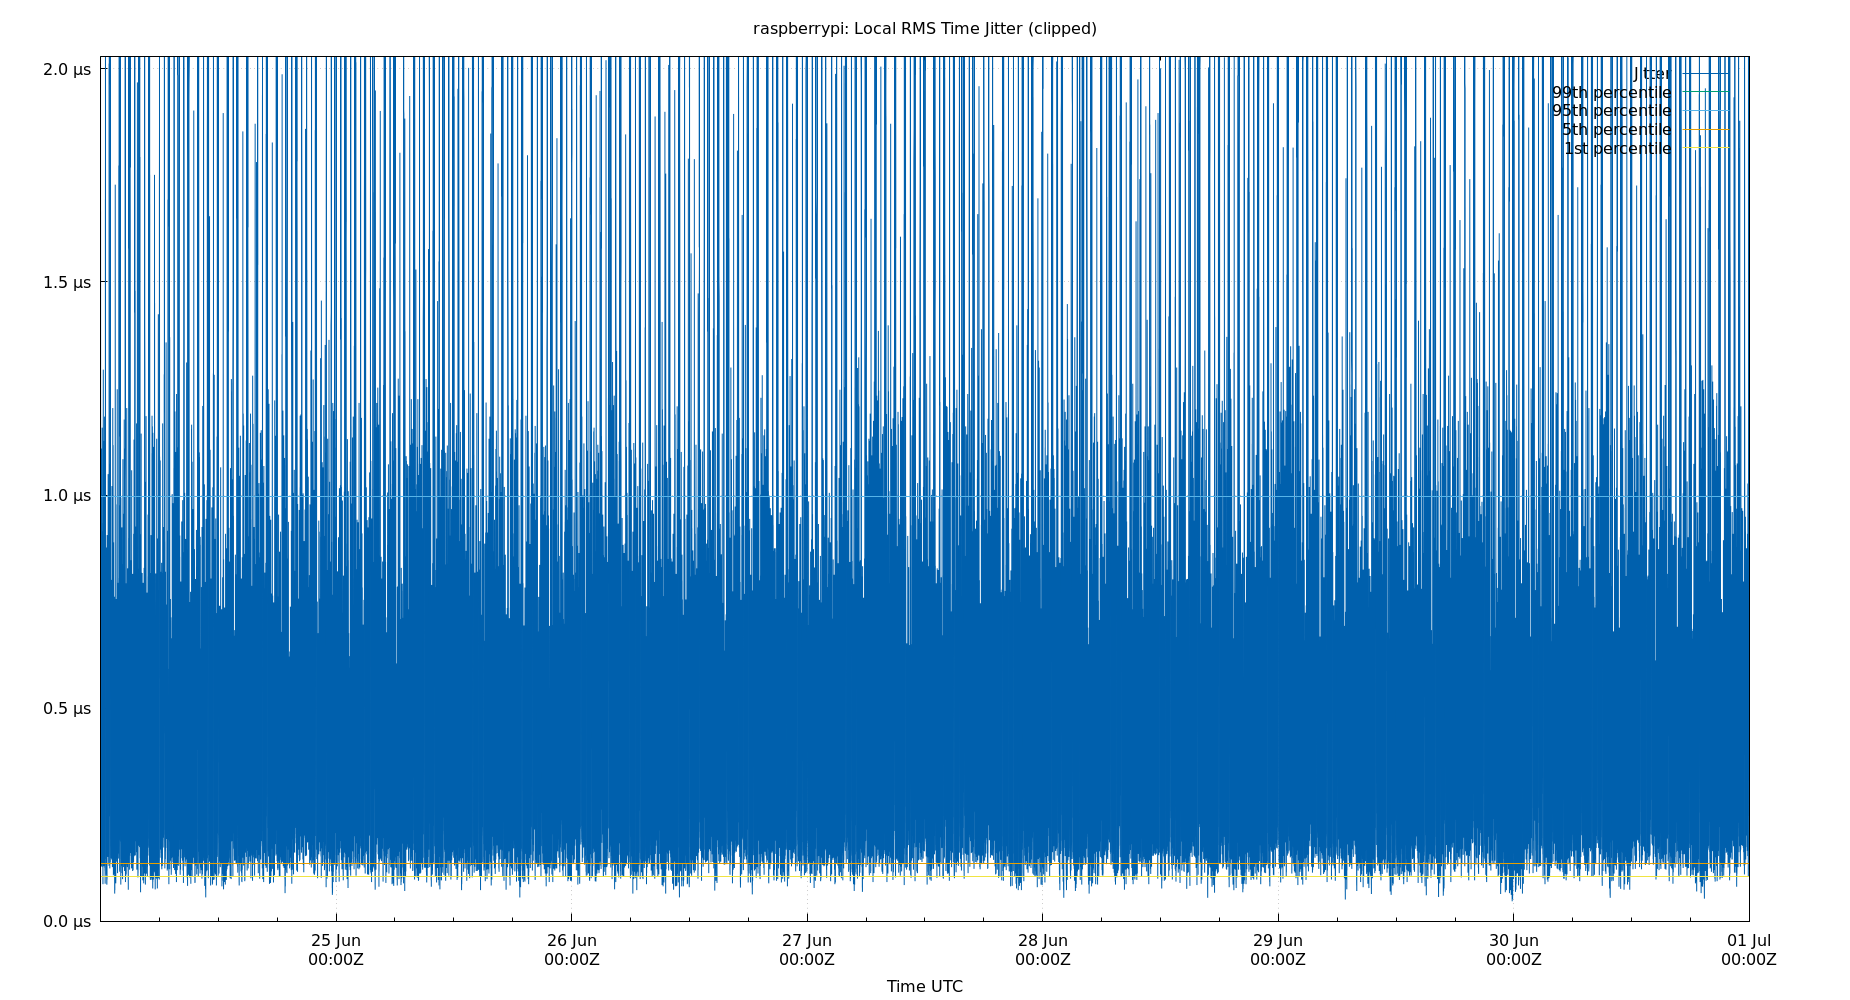 raspberrypi: Local RMS Time Jitter (clipped)
2.0 µs
1.5 µs
1.0 µs
0.5 µs
0.0 µs
Jitter
99th percentile
95th percentile
5th percentile
1st percentile
25 Jun
00:00Z
26 Jun
00:00Z
27 Jun
00:00Z
28 Jun
00:00Z
29 Jun
00:00Z
30 Jun
00:00Z
01 Jul
00:00Z
Time UTC